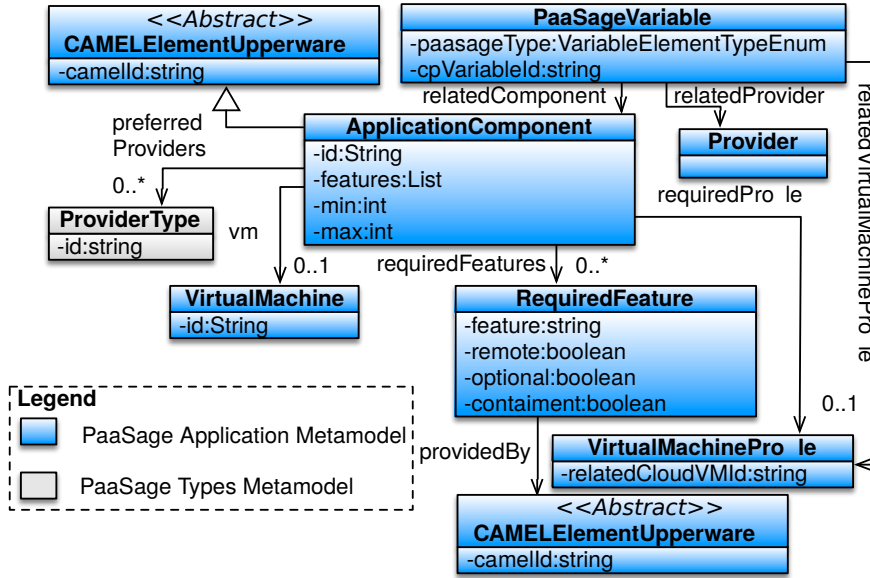 <<Abstract>>
CAMELElementUpperware
-camelId:string
PaaSageVariable
-paasageType:VariableElementTypeEnum
-cpVariableId:string
relatedComponent
relatedProvider
relatedVirtualMachinePro le
preferred
Providers
ApplicationComponent
-id:String
-features:List
-min:int
-max:int
Provider
requiredPro le
0..*
ProviderType
-id:string
vm
0..1
requiredFeatures
0..*
VirtualMachine
-id:String
RequiredFeature
-feature:string
-remote:boolean
-optional:boolean
-contaiment:boolean
0..1
Legend
PaaSage Application Metamodel
PaaSage Types Metamodel
providedBy
VirtualMachinePro le
-relatedCloudVMId:string
<<Abstract>>
CAMELElementUpperware
-camelId:string